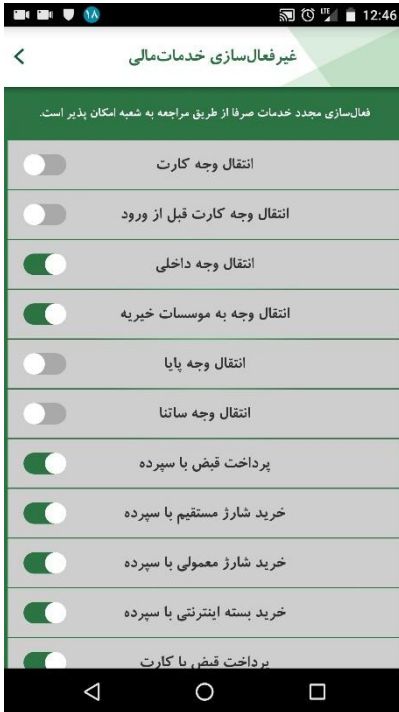 ۱۸ LTE 12:46
غیرفعال‌سازی خدمات‌مالی
فعال‌سازی مجدد خدمات صرفا از طریق مراجعه به شعبه امکان پذیر است.
انتقال وجه کارت
انتقال وجه کارت قبل از ورود
انتقال وجه داخلی
انتقال وجه به موسسات خیریه
انتقال وجه پایا
انتقال وجه ساتنا
پرداخت قبض با سپرده
خرید شارژ مستقیم با سپرده
خرید شارژ معمولی با سپرده
خرید بسته اینترنتی با سپرده
پرداخت قبض با کارت